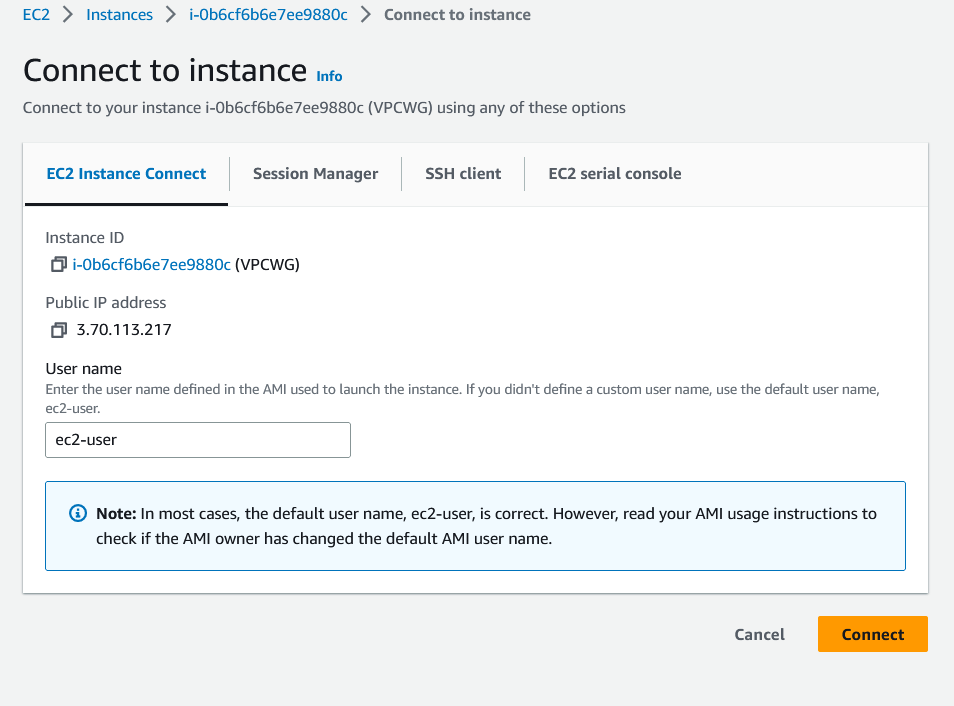 EC2 > Instances > i-0b6cf6b6e7ee9880c > Connect to instance
Connect to instance Info
Connect to your instance i-0b6cf6b6e7ee9880c (VPCWG) using any of these options
EC2 Instance Connect Session Manager SSH client EC2 serial console
Instance ID
i-0b6cf6b6e7ee9880c (VPCWG)
Public IP address
3.70.113.217
User name
Enter the user name defined in the AMI used to launch the instance. If you didn't define a custom user name, use the default user name,
ec2-user.
ec2-user
Note: In most cases, the default user name, ec2-user, is correct. However, read your AMI usage instructions to
check if the AMI owner has changed the default AMI user name.
Cancel Connect